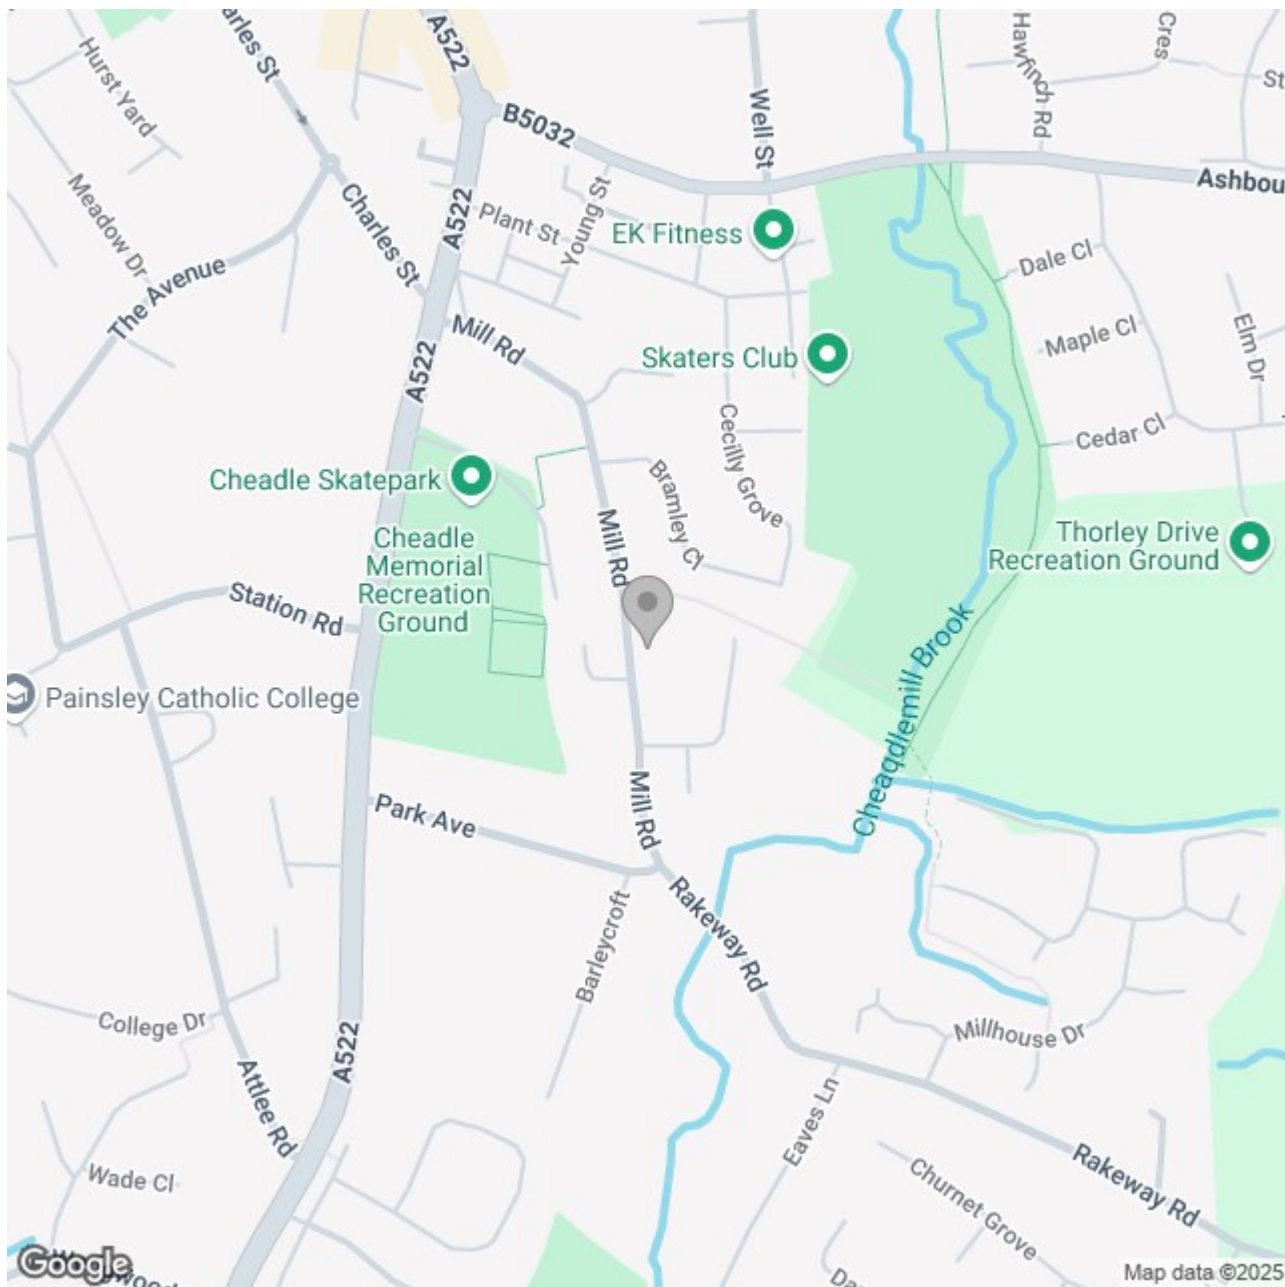 arles St
A522
Hurst Yard
Hawfinch Rd
Cres
St
B5032
Well St
Ashbou
Meadow Dr
Charles St
A522
Plant St
Young St
EK Fitness
Dale Cl
The Avenue
Mill Rd
Maple Cl
Elm Dr
A522
Skaters Club
Cecilly Grove
Cedar Cl
Cheadle Skatepark
Bramley Cl
Mill Rd
Cheadle
Memorial
Recreation
Ground
Thorley Drive
Recreation Ground
Station Rd
Cheaqdlemill Brook
Painsley Catholic College
Park Ave
Mill Rd
Rakeway Rd
Barleycroft
College Dr
A522
Millhouse Dr
Attlee Rd
Eaves Ln
Wade Cl
Churnet Grove
Rakeway Rd
Google
Map data ©2025